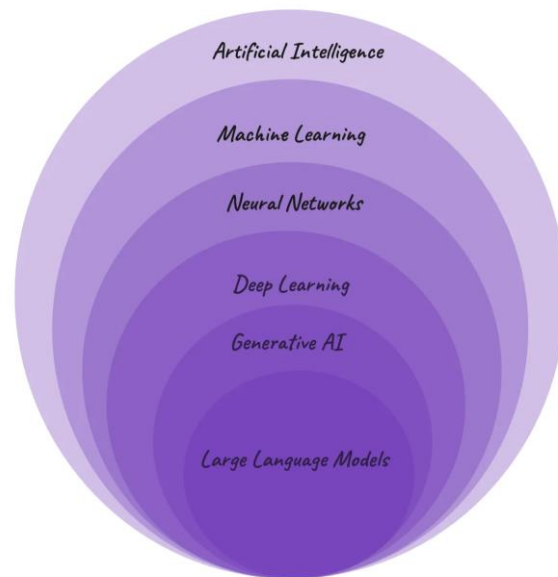 Artificial Intelligence
Machine Learning
Neural Networks
Deep Learning
Generative AI
Large Language Models